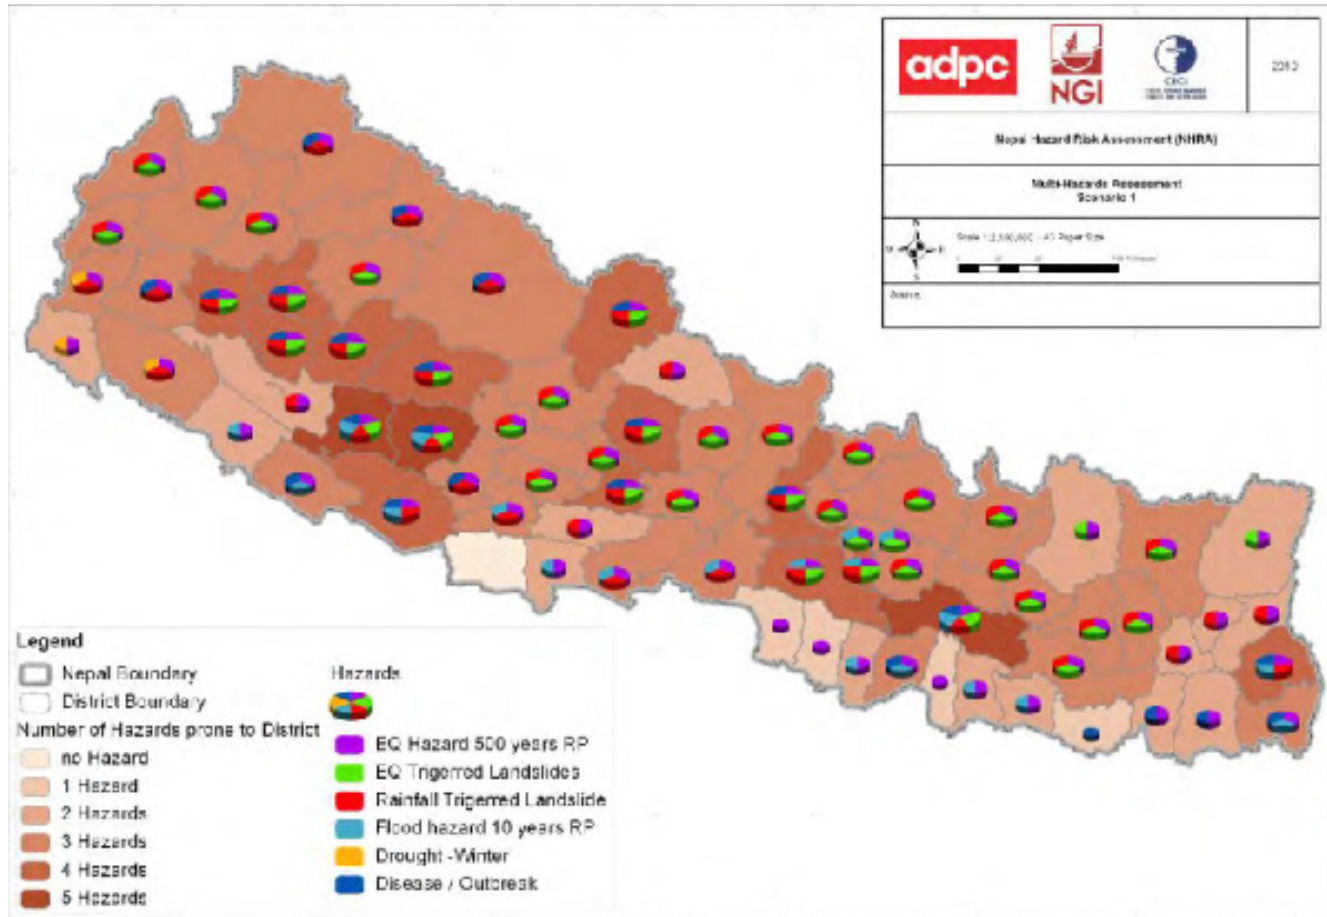 adpc
NGI
Nepal Hazard Risk Assessment (NHRA)
Multi-Hazards Assessment
Scenario 1
N
S
Legend
Nepal Boundary
District Boundary
Number of Hazards prone to District
no Hazard
1 Hazard
2 Hazards
3 Hazards
4 Hazards
5 Hazards
Hazards
EQ Hazard 500 years RP
EQ Trigerred Landslides
Rainfall Trigerred Landslide
Flood hazard 10 years RP
Drought -Winter
Disease / Outbreak